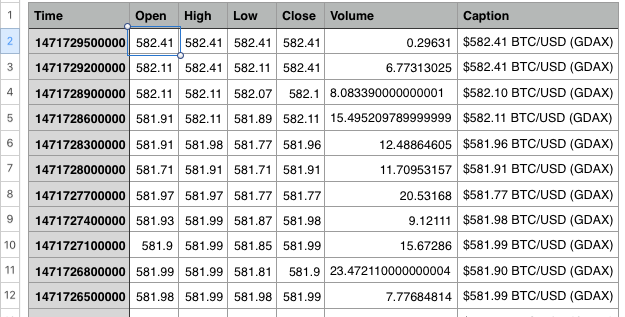 1 Time Open High Low Close Volume Caption
2 1471729500000 582.41 582.41 582.41 582.41 0.29631 $582.41 BTC/USD (GDAX)
3 1471729200000 582.11 582.41 582.11 582.41 6.77313025 $582.41 BTC/USD (GDAX)
4 1471728900000 582.11 582.11 582.07 582.1 8.083390000000001 $582.10 BTC/USD (GDAX)
5 1471728600000 581.91 582.11 581.89 582.11 15.495209789999999 $582.11 BTC/USD (GDAX)
6 1471728300000 581.91 581.98 581.77 581.96 12.48864605 $581.96 BTC/USD (GDAX)
7 1471728000000 581.71 581.91 581.71 581.91 11.70953157 $581.91 BTC/USD (GDAX)
8 1471727700000 581.97 581.97 581.77 581.77 20.53168 $581.77 BTC/USD (GDAX)
9 1471727400000 581.93 581.99 581.87 581.98 9.12111 $581.98 BTC/USD (GDAX)
10 1471727100000 581.9 581.99 581.85 581.99 15.67286 $581.99 BTC/USD (GDAX)
11 1471726800000 581.99 581.99 581.81 581.9 23.472110000000004 $581.90 BTC/USD (GDAX)
12 1471726500000 581.98 581.99 581.98 581.99 7.77684814 $581.99 BTC/USD (GDAX)